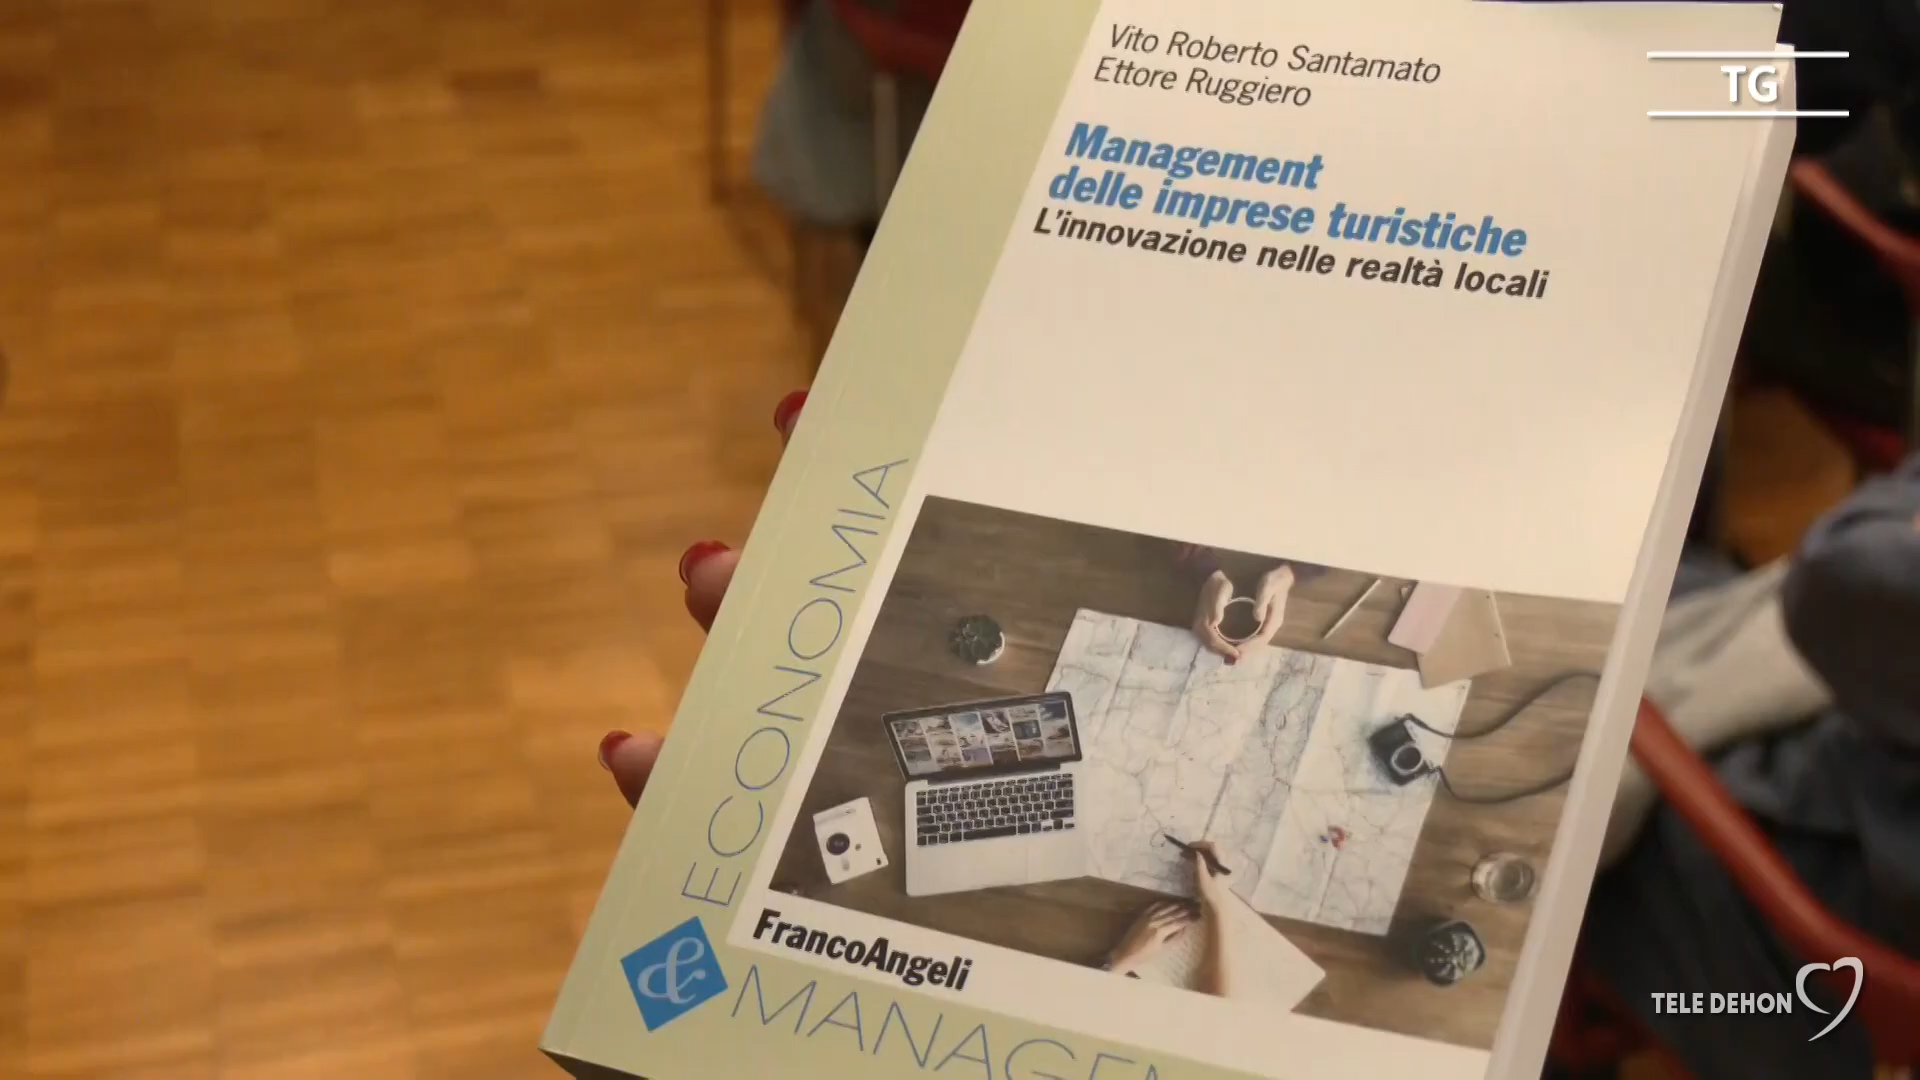 Vito Roberto Santamato
Ettore Ruggiero
Management
delle imprese turistiche
L'innovazione nelle realtà locali
ECONOMIA
&
FrancoAngeli
TG
TELE DEHON